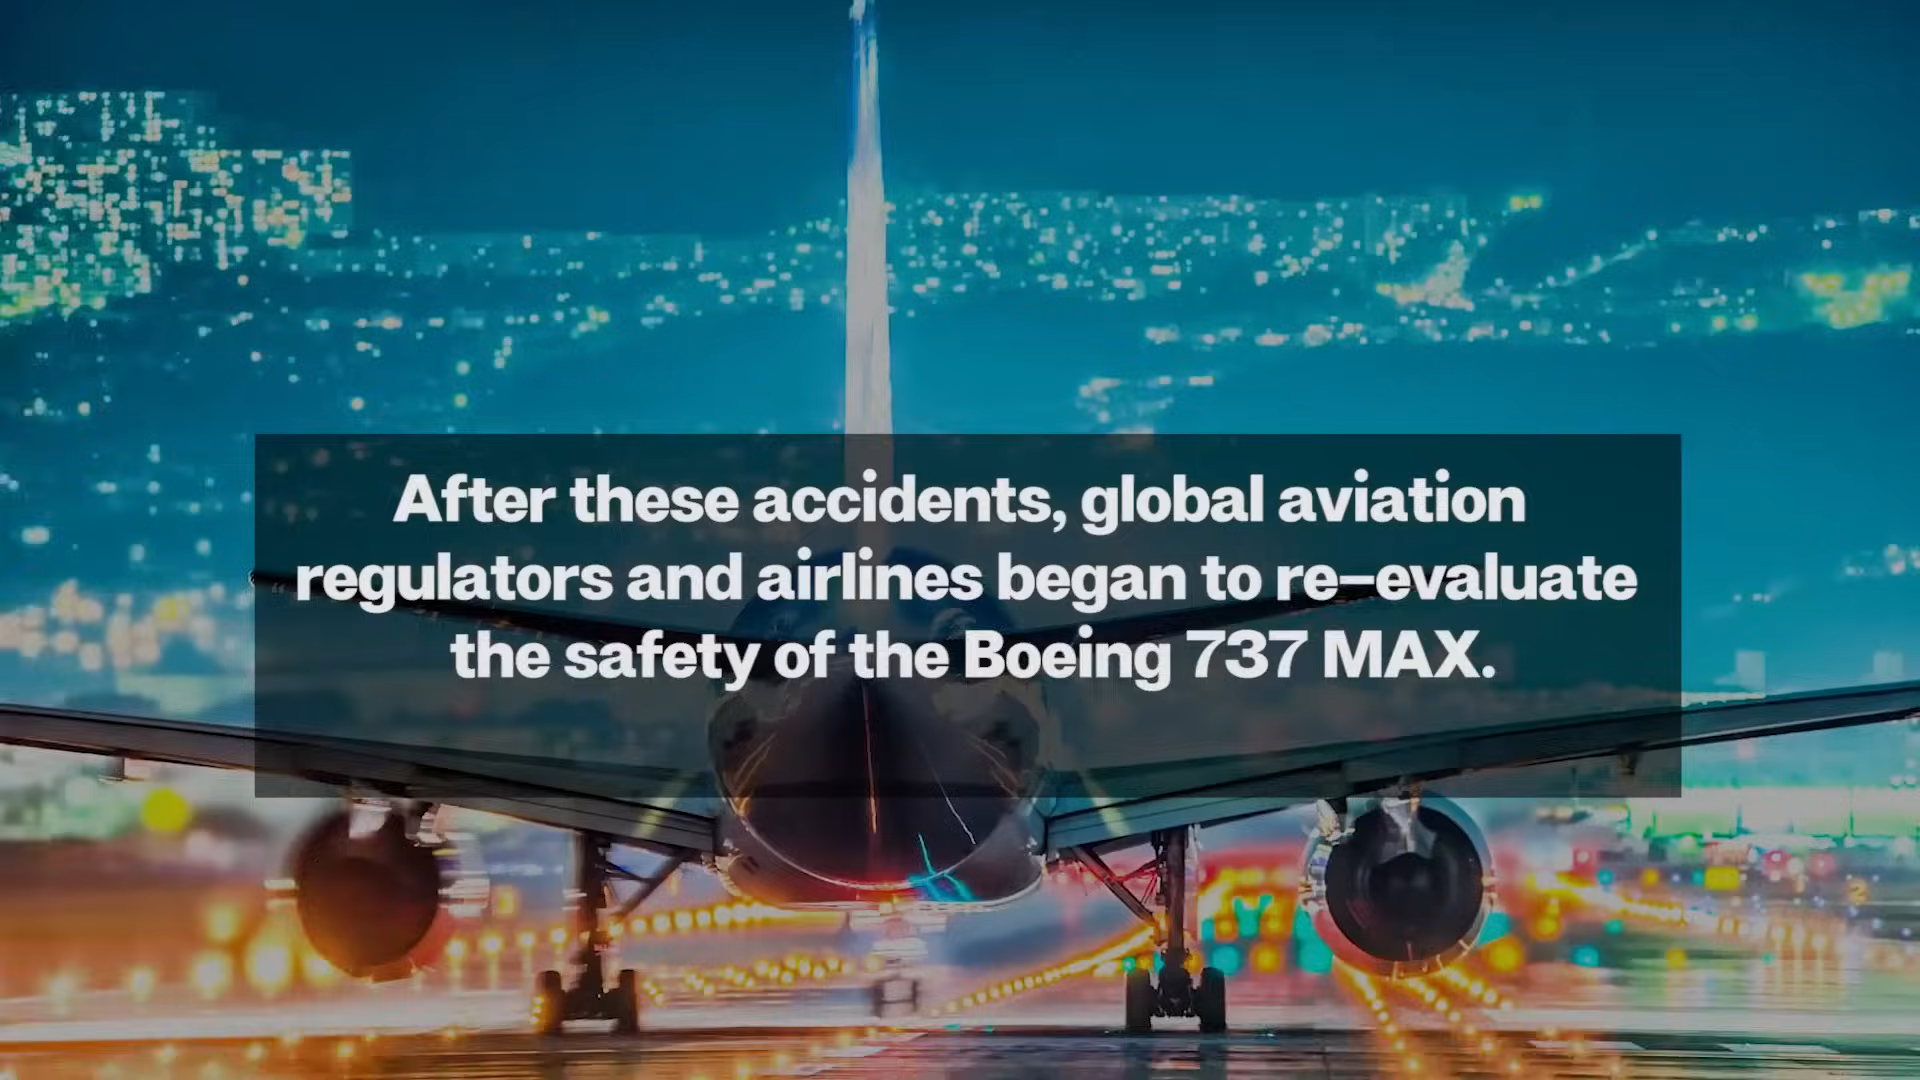 After these accidents, global aviation
regulators and airlines began to re-evaluate
the safety of the Boeing 737 MAX.